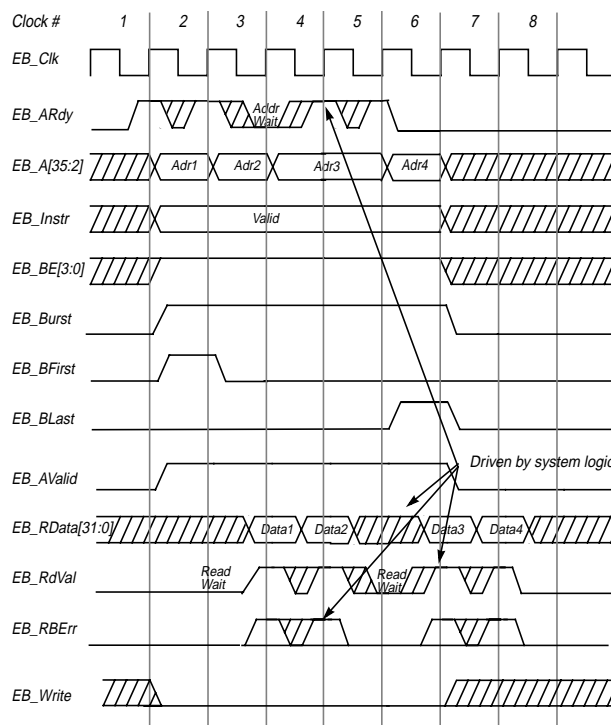 Clock # 1 2 3 4 5 6 7 8
EB_Clk
EB_ARdy
Addr
Wait
EB_A[35:2] Adr1 Adr2 Adr3 Adr4
EB_Instr Valid
EB_BE[3:0]
EB_Burst
EB_BFirst
EB_BLast
Driven by system logic
EB_AValid
EB_RData[31:0] Data1 Data2 Data3 Data4
EB_RdVal
Read
Wait
Read
Wait
EB_RBErr
EB_Write